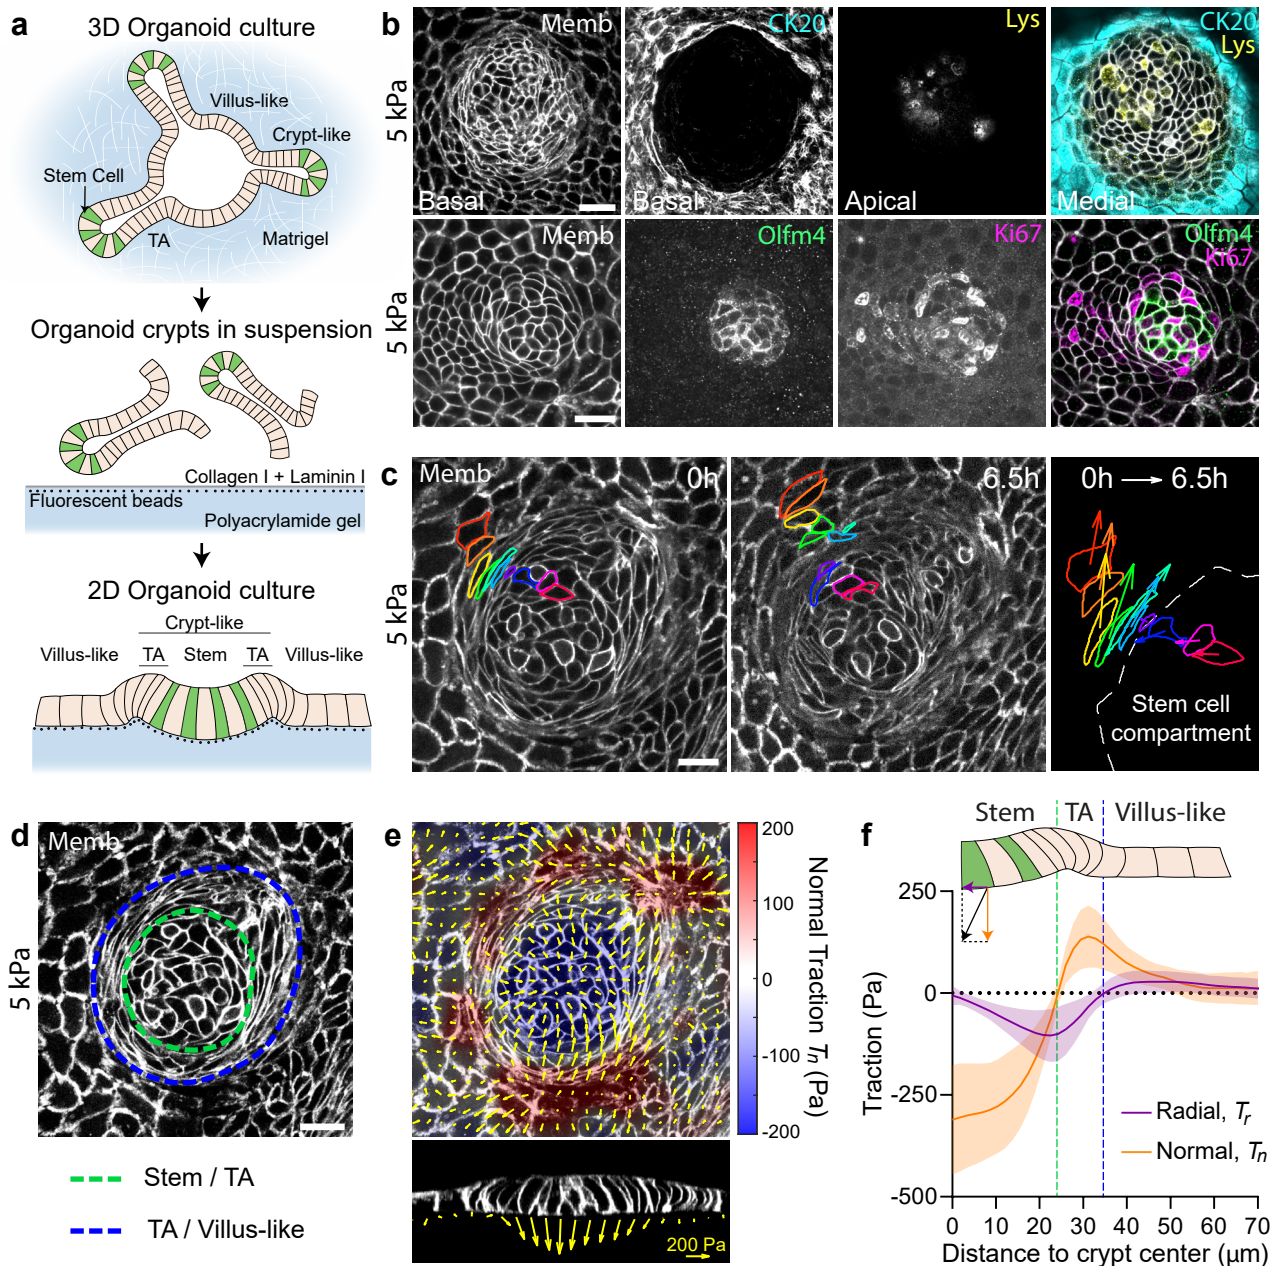 a
3D Organoid culture
Villus-like
Crypt-like
Stem Cell
TA
Matrigel
Organoid crypts in suspension
Collagen I + Laminin I
Fluorescent beads
Polyacrylamide gel
2D Organoid culture
Crypt-like
Villus-like TA Stem TA Villus-like
b
5 kPa
Memb
Basal
CK20
Basal
Lys
Apical
CK20
Lys
Medial
5 kPa
Memb
Olfm4
Ki67
Olfm4
Ki67
c
5 kPa
Memb
0h
6.5h
0h 6.5h
Stem cell
compartment
d
5 kPa
Memb
Stem / TA
TA / Villus-like
e
200
100
0
-100
-200
Normal Traction Tn (Pa)
200 Pa
f
Stem TA Villus-like
250
0
-250
-500
Traction (Pa)
Radial, Tr
Normal, Tn
0 10 20 30 40 50 60 70
Distance to crypt center (μm)